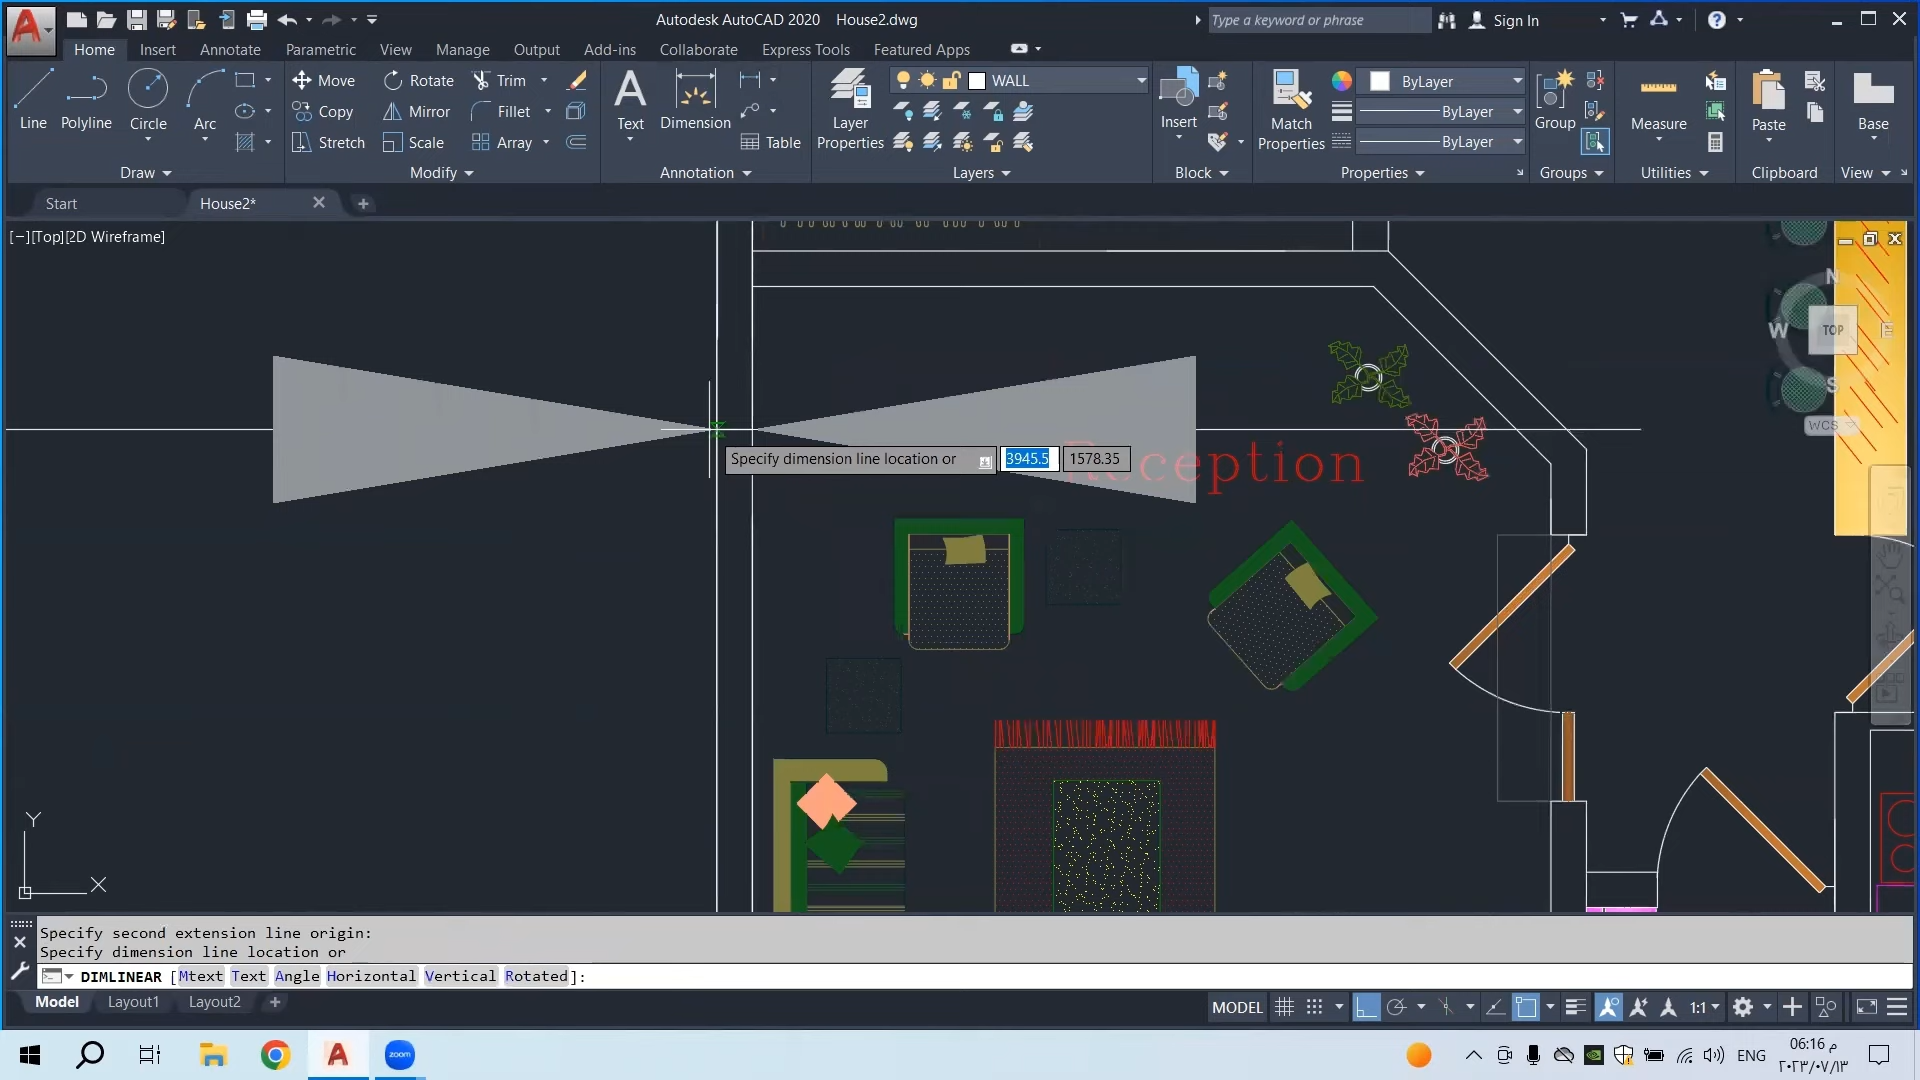 Autodesk AutoCAD 2020 House2.dwg
Type a keyword or phrase
Sign In
Home Insert Annotate Parametric View Manage Output Add-ins Collaborate Express Tools Featured Apps
Line
Polyline
Circle
Arc
Move
Copy
Stretch
Rotate
Mirror
Scale
Trim
Fillet
Array
Text
Dimension
Table
Layer
Properties
WALL
Insert
Match
Properties
ByLayer
ByLayer
ByLayer
Group
Measure
Paste
Base
Draw
Modify
Annotation
Layers
Block
Properties
Groups
Utilities
Clipboard
View
Start
House2*
[−][Top][2D Wireframe]
N
W
TOP
E
S
WCS
Specify dimension line location or 3945.5 1578.35
Reception
Y
X
Specify second extension line origin:
Specify dimension line location or
DIMLINEAR [Mtext Text Angle Horizontal Vertical Rotated]:
Model Layout1 Layout2
MODEL
1:1
zoom
ENG
06:16 م
٢٠٢٣/٠٧/١٣